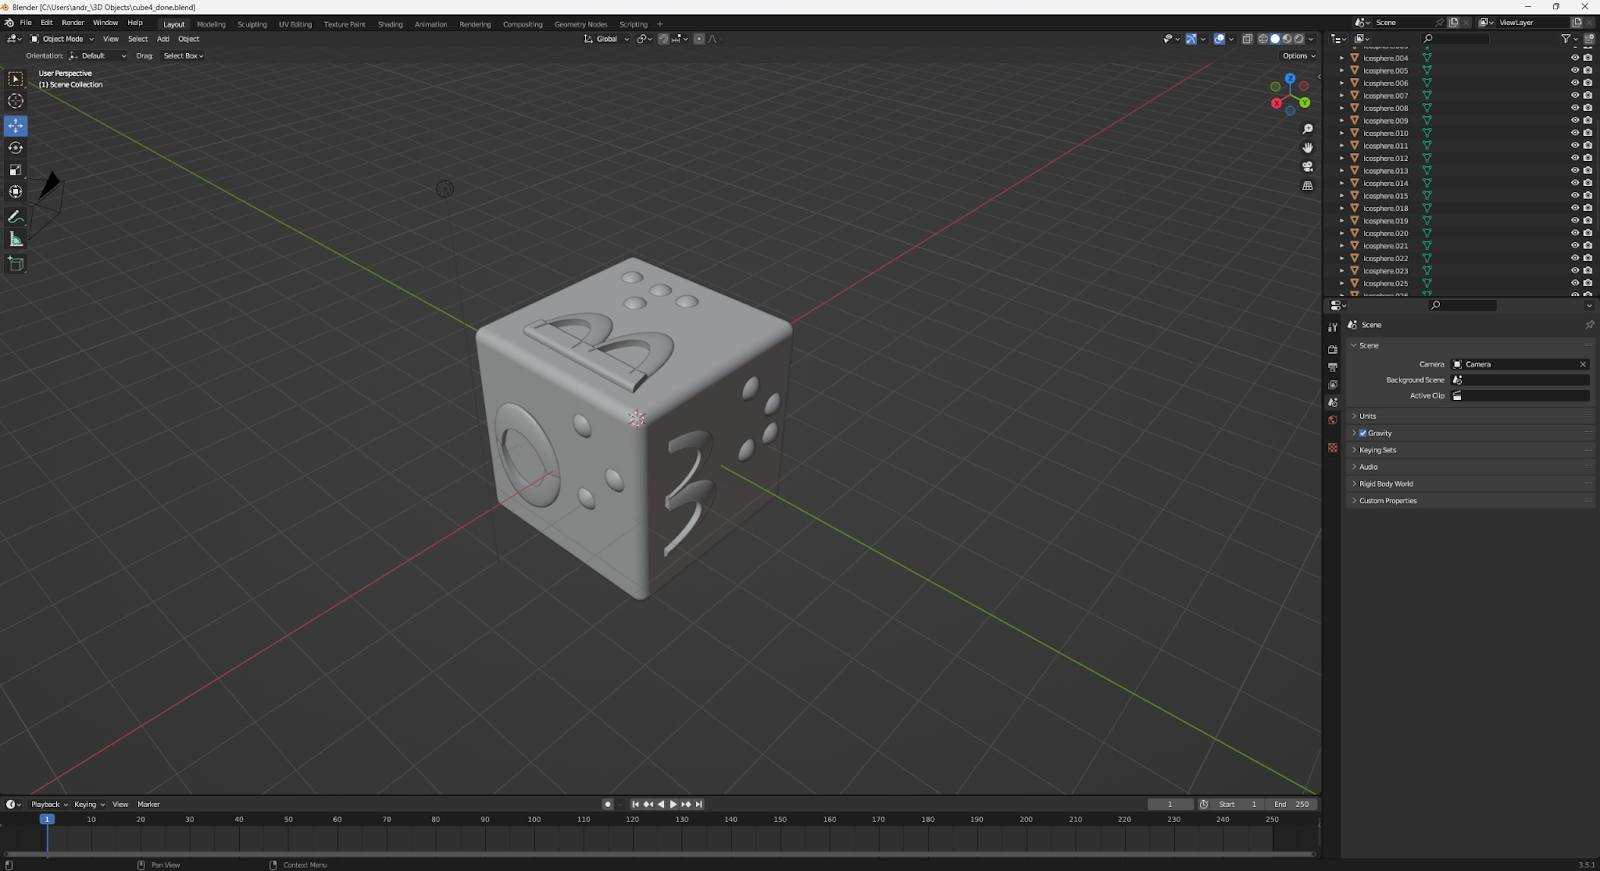 Blender [C:\Users\andr_\3D Objects\cube4_done.blend]
File Edit Render Window Help Layout Modeling Sculpting UV Editing Texture Paint Shading Animation Rendering Compositing Geometry Nodes Scripting + Scene ViewLayer
Object Mode View Select Add Object Global
Orientation: Default Drag: Select Box Options
User Perspective
(1) Scene Collection
Z
X Y
B
3
Icosphere.004
Icosphere.005
Icosphere.006
Icosphere.007
Icosphere.008
Icosphere.009
Icosphere.010
Icosphere.011
Icosphere.012
Icosphere.013
Icosphere.014
Icosphere.015
Icosphere.018
Icosphere.019
Icosphere.020
Icosphere.021
Icosphere.022
Icosphere.023
Icosphere.025
Scene
Scene
Camera Camera
Background Scene
Active Clip
Units
Gravity
Keying Sets
Audio
Rigid Body World
Custom Properties
Playback Keying View Marker 1 Start 1 End 250
1 10 20 30 40 50 60 70 80 90 100 110 120 130 140 150 160 170 180 190 200 210 220 230 240 250
Pan View Context Menu 3.5.1